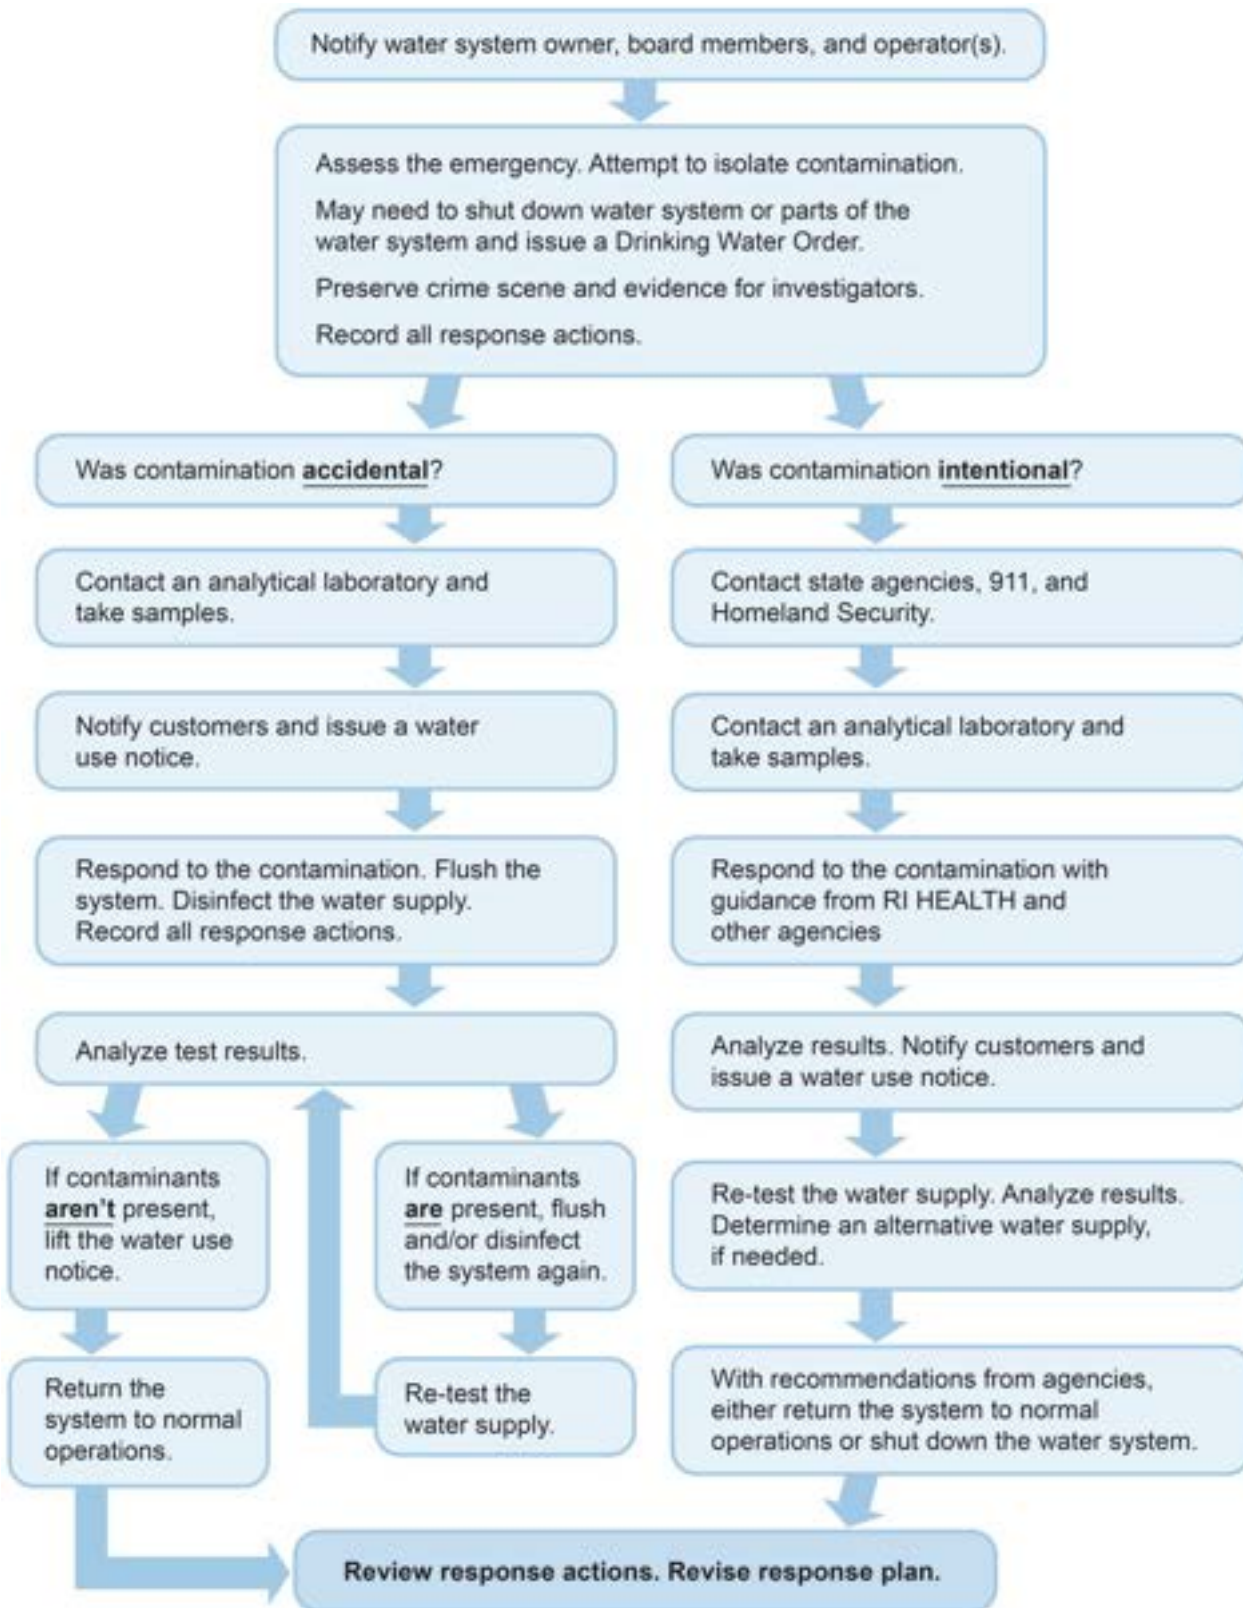 Notify water system owner, board members, and operator(s).
Assess the emergency. Attempt to isolate contamination.
May need to shut down water system or parts of the
water system and issue a Drinking Water Order.
Preserve crime scene and evidence for investigators.
Record all response actions.
Was contamination accidental?
Contact an analytical laboratory and
take samples.
Notify customers and issue a water
use notice.
Respond to the contamination. Flush the
system. Disinfect the water supply.
Record all response actions.
Analyze test results.
If contaminants
aren't present,
lift the water use
notice.
Return the
system to normal
operations.
If contaminants
are present, flush
and/or disinfect
the system again.
Re-test the
water supply.
Was contamination intentional?
Contact state agencies, 911, and
Homeland Security.
Contact an analytical laboratory and
take samples.
Respond to the contamination with
guidance from RI HEALTH and
other agencies
Analyze results. Notify customers and
issue a water use notice.
Re-test the water supply. Analyze results.
Determine an alternative water supply,
if needed.
With recommendations from agencies,
either return the system to normal
operations or shut down the water system.
Review response actions. Revise response plan.